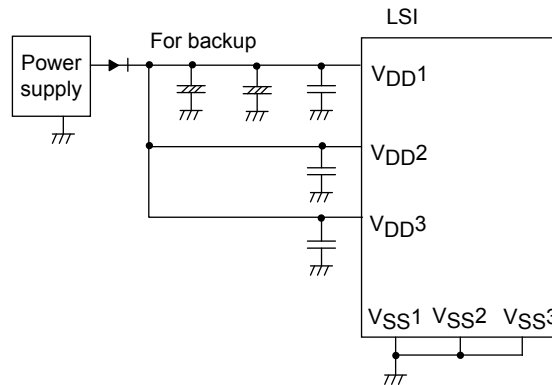 LSI
For backup
Power
supply
VDD1
VDD2
VDD3
VSS1 VSS2 VSS3